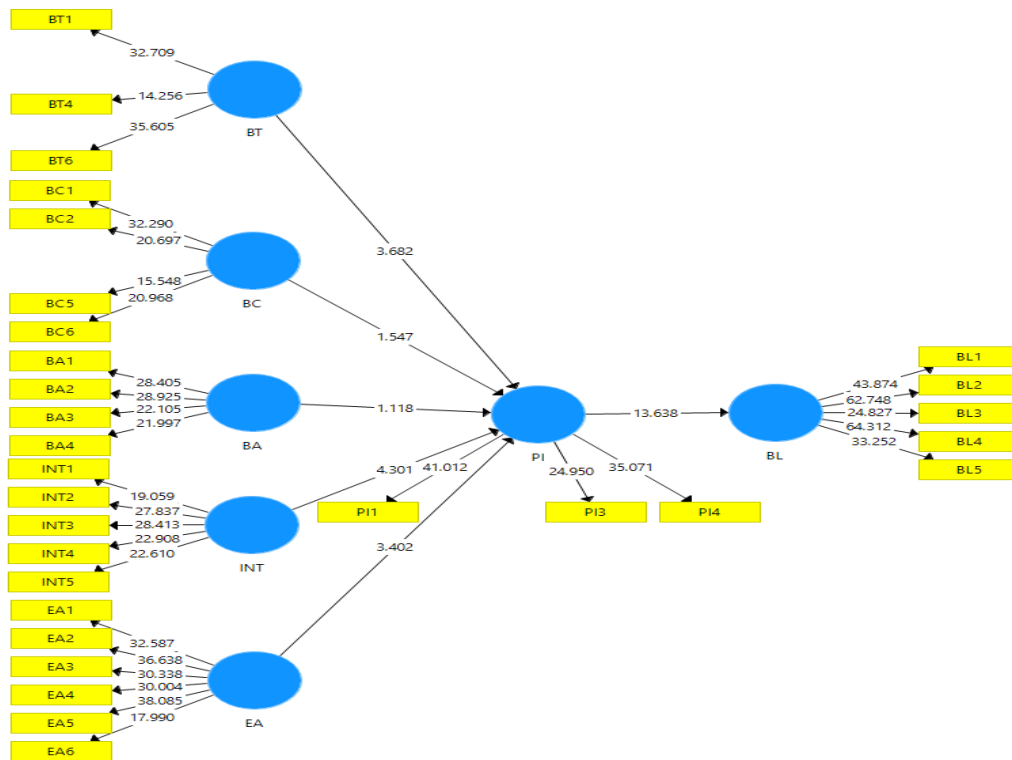 BT1
32.709
BT4
14.256
35.605
BT
BT6
BC1
BC2
32.290
20.697
3.682
15.548
20.968
BC
BC5
BC6
1.547
BA1
BA2
BA3
BA4
28.405
28.925
22.105
21.997
1.118
BA
INT1
INT2
INT3
INT4
INT5
19.059
27.837
28.413
22.908
22.610
INT
4.301
41.012
PI
24.950
35.071
PI1
PI3
PI4
13.638
BL
43.874
62.748
24.827
64.312
33.252
BL1
BL2
BL3
BL4
BL5
3.402
EA1
EA2
EA3
EA4
EA5
EA6
32.587
36.638
30.338
30.004
38.085
17.990
EA